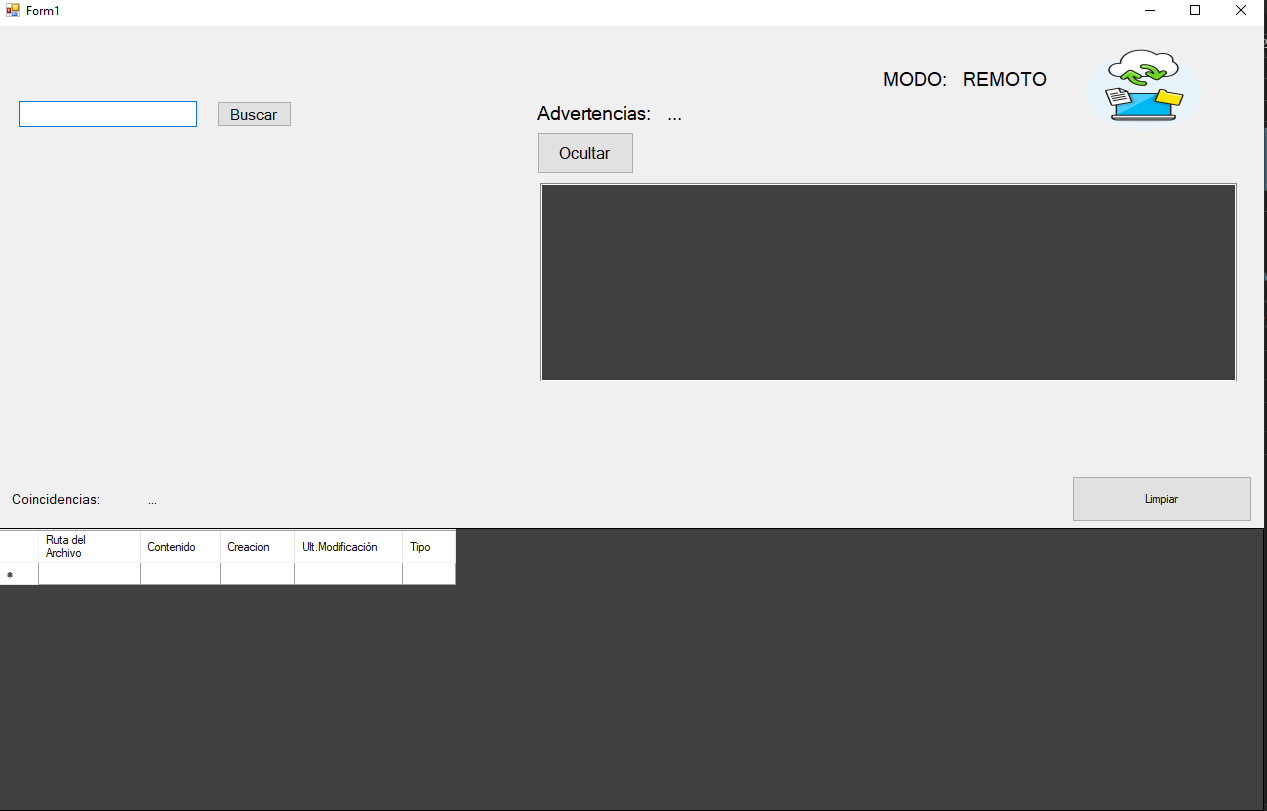 Form1
MODO: REMOTO
Buscar
Advertencias: ...
Ocultar
Coincidencias: ...
Limpiar
Ruta del
Archivo
Contenido
Creacion
Ult.Modificación
Tipo